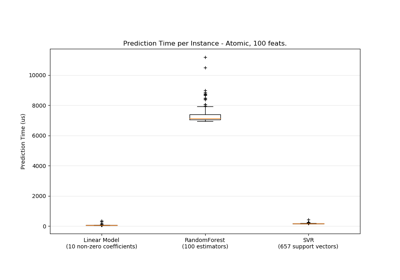 Prediction Time per Instance - Atomic, 100 feats.
10000
8000
6000
4000
2000
0
Prediction Time (us)
Linear Model
(10 non-zero coefficients)
RandomForest
(100 estimators)
SVR
(657 support vectors)